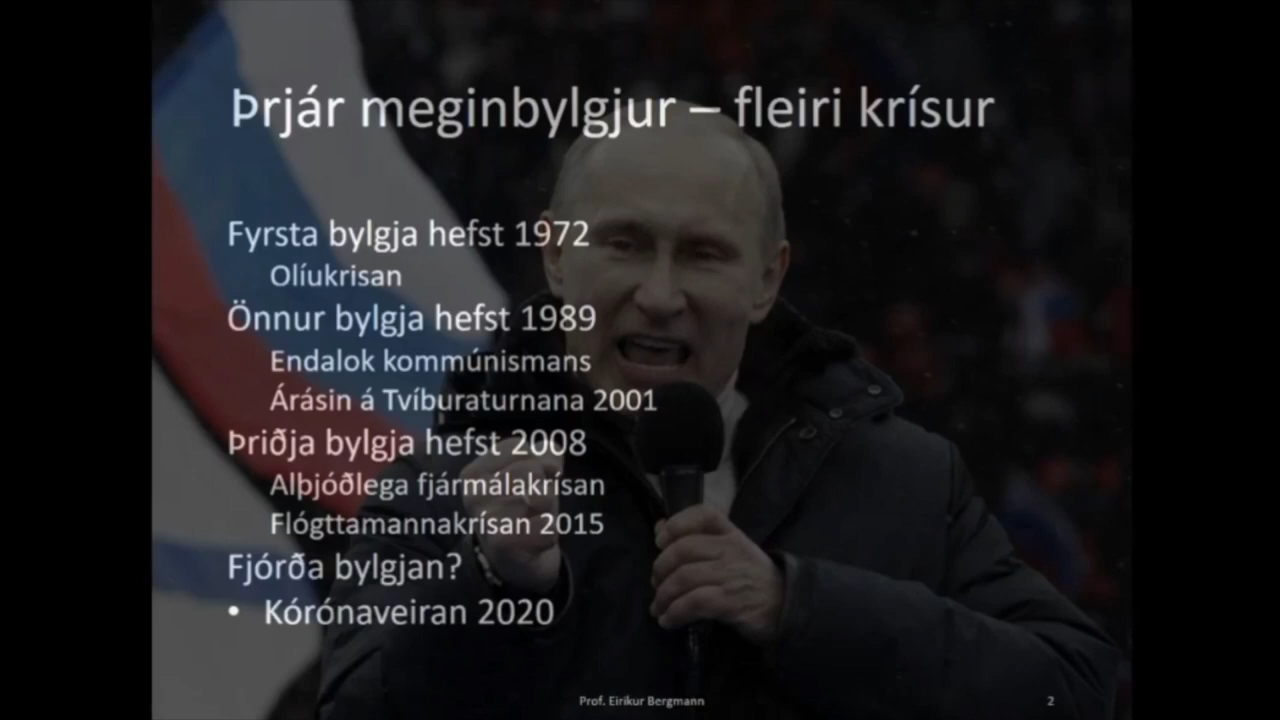 Þrjár meginbylgjur – fleiri krísur
Fyrsta bylgja hefst 1972
Olíukrisan
Önnur bylgja hefst 1989
Endalok kommúnismans
Árásin á Tvíburaturnana 2001
Þriðja bylgja hefst 2008
Alþjóðlega fjármálakrísan
Flógttamannakrísan 2015
Fjórða bylgjan?
• Kórónaveiran 2020
Prof. Eirikur Bergmann
2